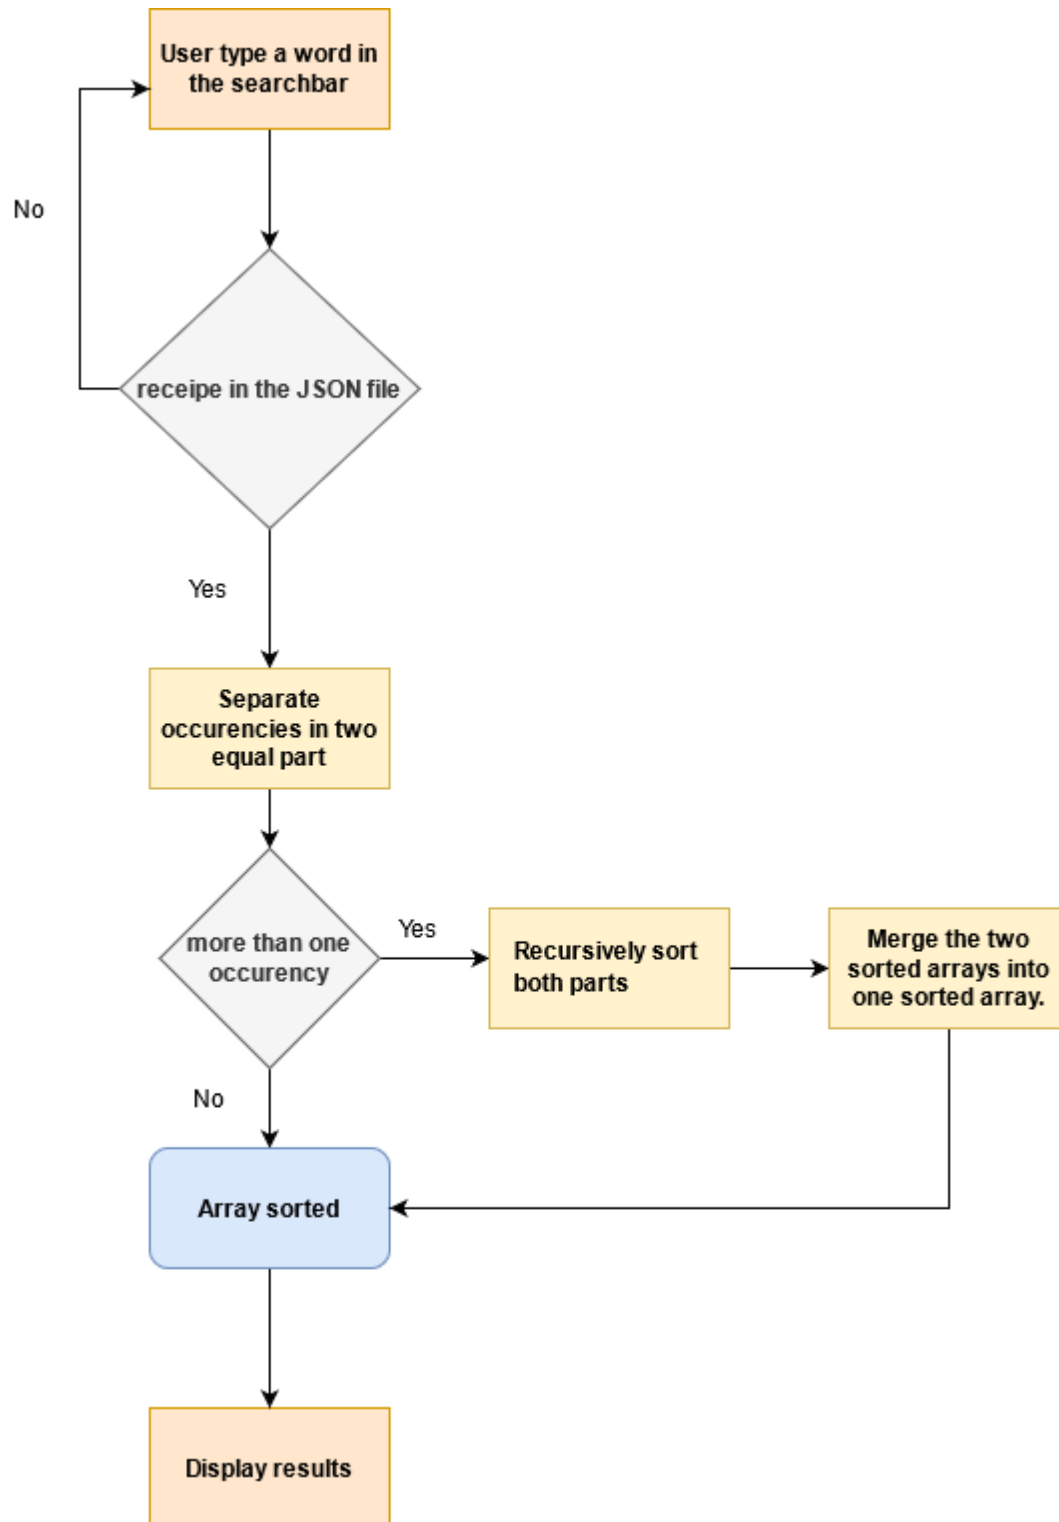 User type a word in
the searchbar
No
receipe in the JSON file
Yes
Separate
occurencies in two
equal part
more than one
occurency
Yes
Recursively sort
both parts
Merge the two
sorted arrays into
one sorted array.
No
Array sorted
Display results